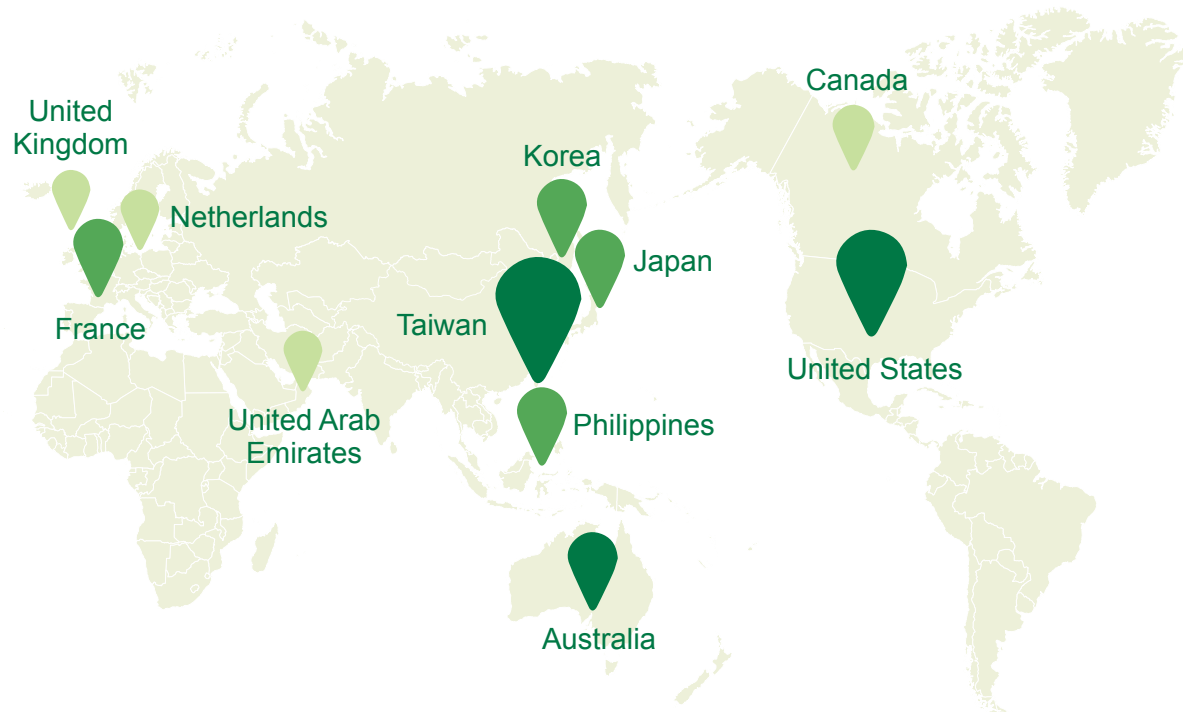 Canada
United
Kingdom
Korea
Netherlands
Japan
Taiwan
France
United States
United Arab
Emirates
Philippines
Australia